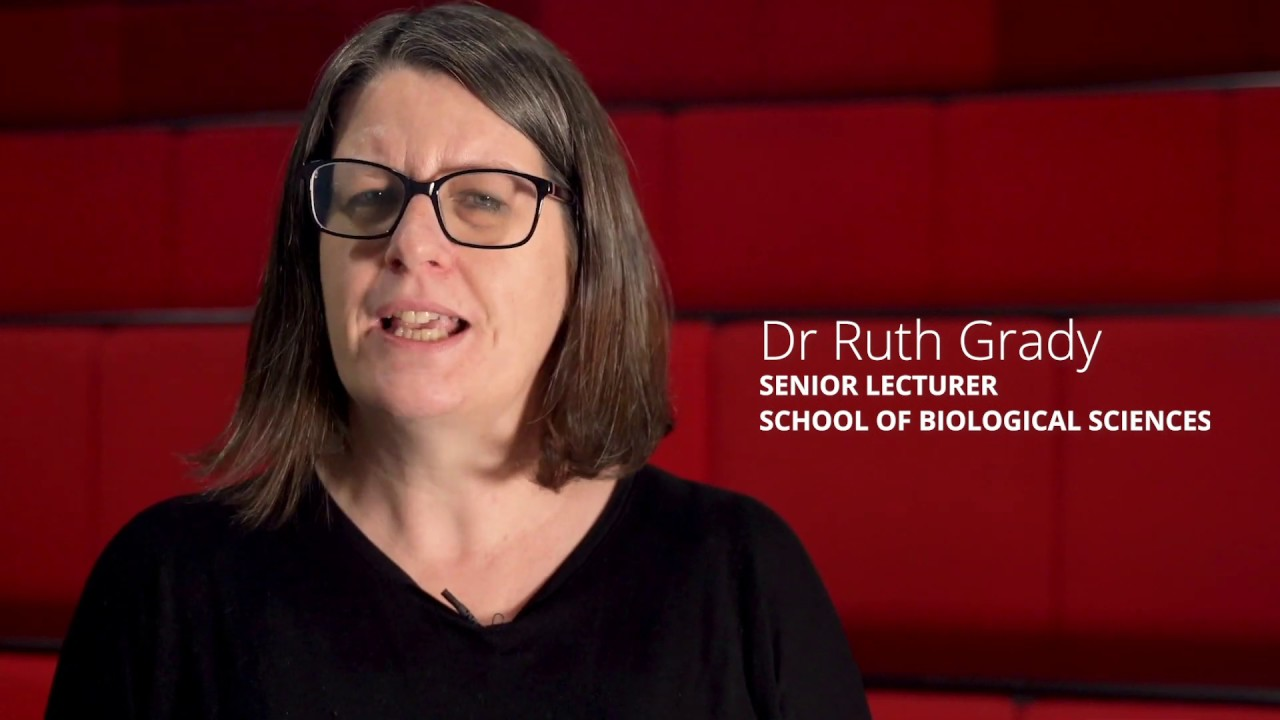 Dr Ruth Grady
SENIOR LECTURER
SCHOOL OF BIOLOGICAL SCIENCES